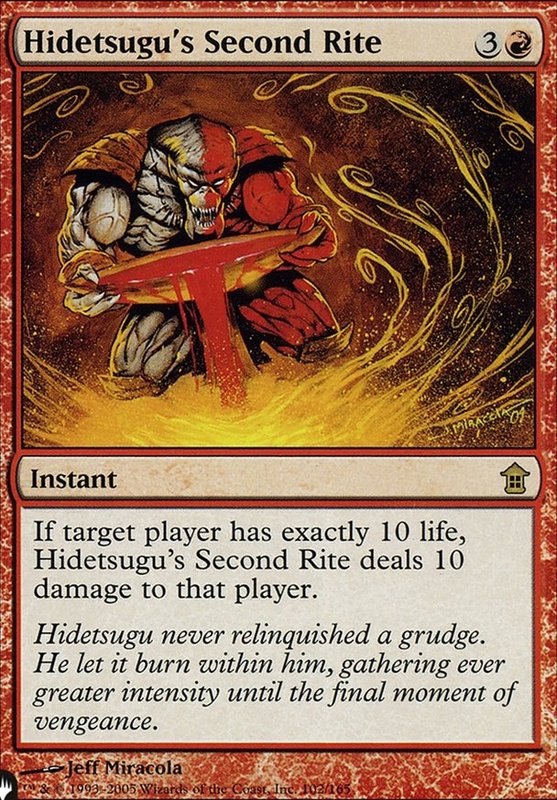 Hidetsugu's Second Rite
3
J. MIRACOLA 04
Instant
If target player has exactly 10 life,
Hidetsugu's Second Rite deals 10
damage to that player.
Hidetsugu never relinquished a grudge.
He let it burn within him, gathering ever
greater intensity until the final moment of
vengeance.
Jeff Miracola
™ & © 1993–2005 Wizards of the Coast, Inc. 102/165